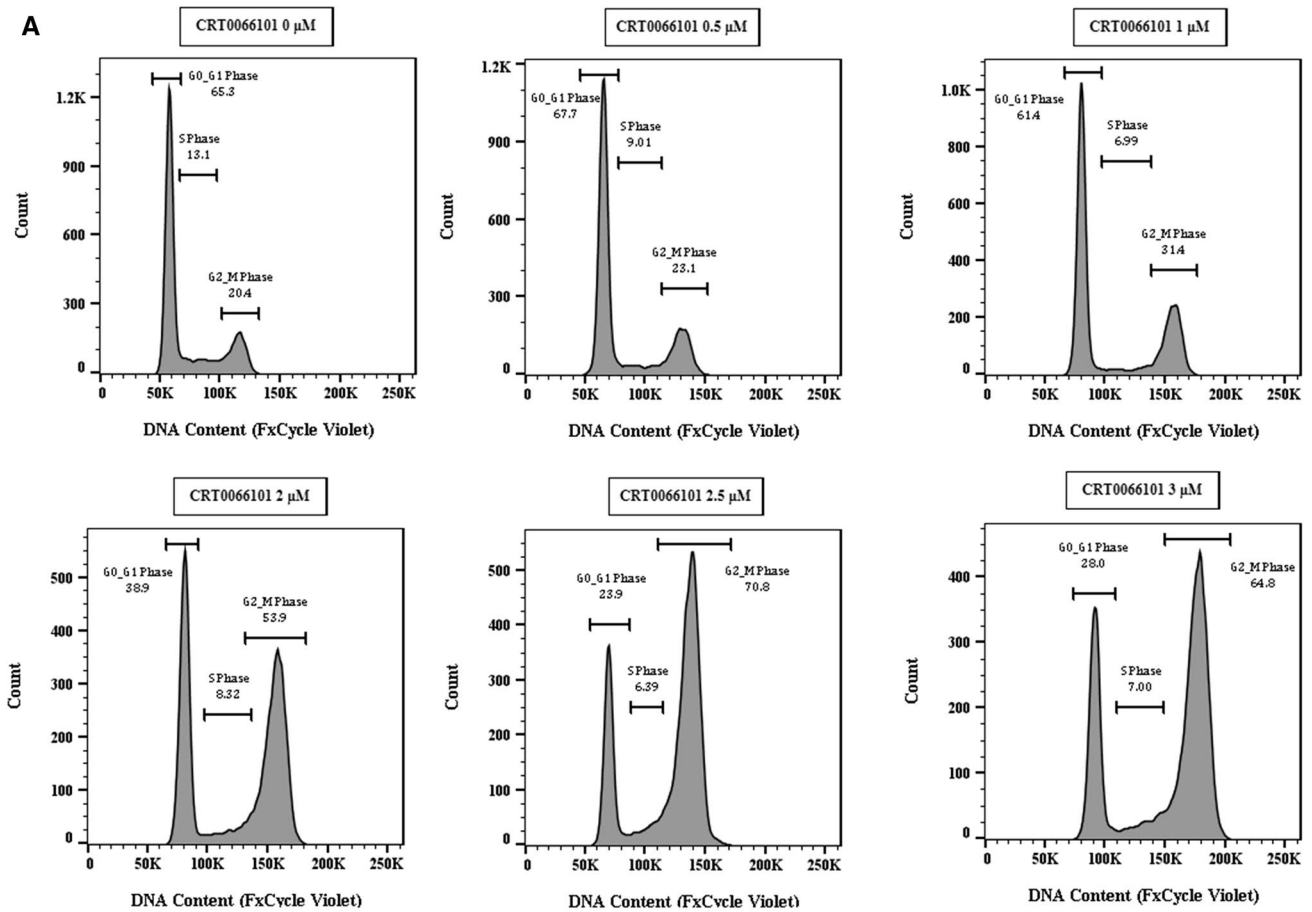 A
CRT0066101 0 µM
G0_G1 Phase
65.3
S Phase
13.1
G2_M Phase
20.4
1.2K
900
600
300
0
Count
0 50K 100K 150K 200K 250K
DNA Content (FxCycle Violet)
CRT0066101 0.5 µM
G0_G1 Phase
67.7
S Phase
9.01
G2_M Phase
23.1
1.2K
900
600
300
0
Count
0 50K 100K 150K 200K 250K
DNA Content (FxCycle Violet)
CRT0066101 1 µM
G0_G1 Phase
61.4
S Phase
6.99
G2_M Phase
31.4
1.0K
800
600
400
200
0
Count
0 50K 100K 150K 200K 250K
DNA Content (FxCycle Violet)
CRT0066101 2 µM
G0_G1 Phase
38.9
G2_M Phase
53.9
S Phase
8.32
500
400
300
200
100
0
Count
0 50K 100K 150K 200K 250K
DNA Content (FxCycle Violet)
CRT0066101 2.5 µM
G0_G1 Phase
23.9
G2_M Phase
70.8
S Phase
6.39
500
400
300
200
100
0
Count
0 50K 100K 150K 200K 250K
DNA Content (FxCycle Violet)
CRT0066101 3 µM
G0_G1 Phase
28.0
G2_M Phase
64.8
S Phase
7.00
400
300
200
100
0
Count
0 50K 100K 150K 200K 250K
DNA Content (FxCycle Violet)